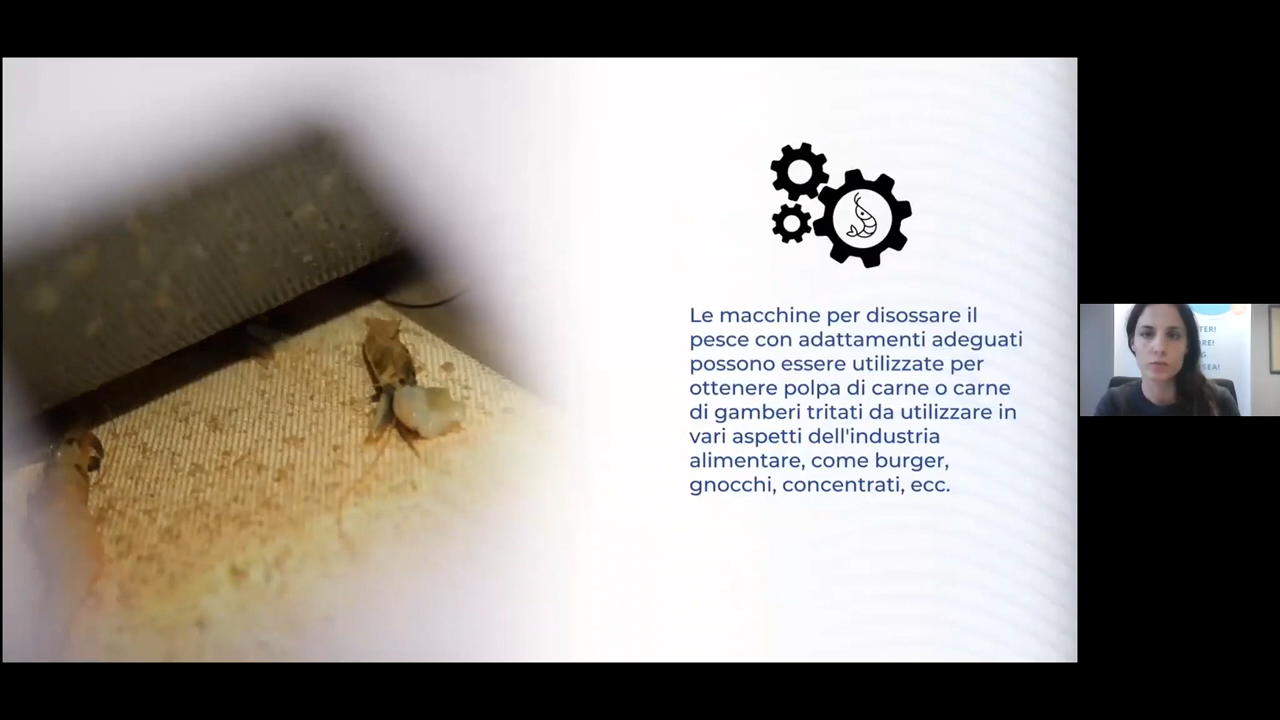 Le macchine per disossare il
pesce con adattamenti adeguati
possono essere utilizzate per
ottenere polpa di carne o carne
di gamberi tritati da utilizzare in
vari aspetti dell'industria
alimentare, come burger,
gnocchi, concentrati, ecc.